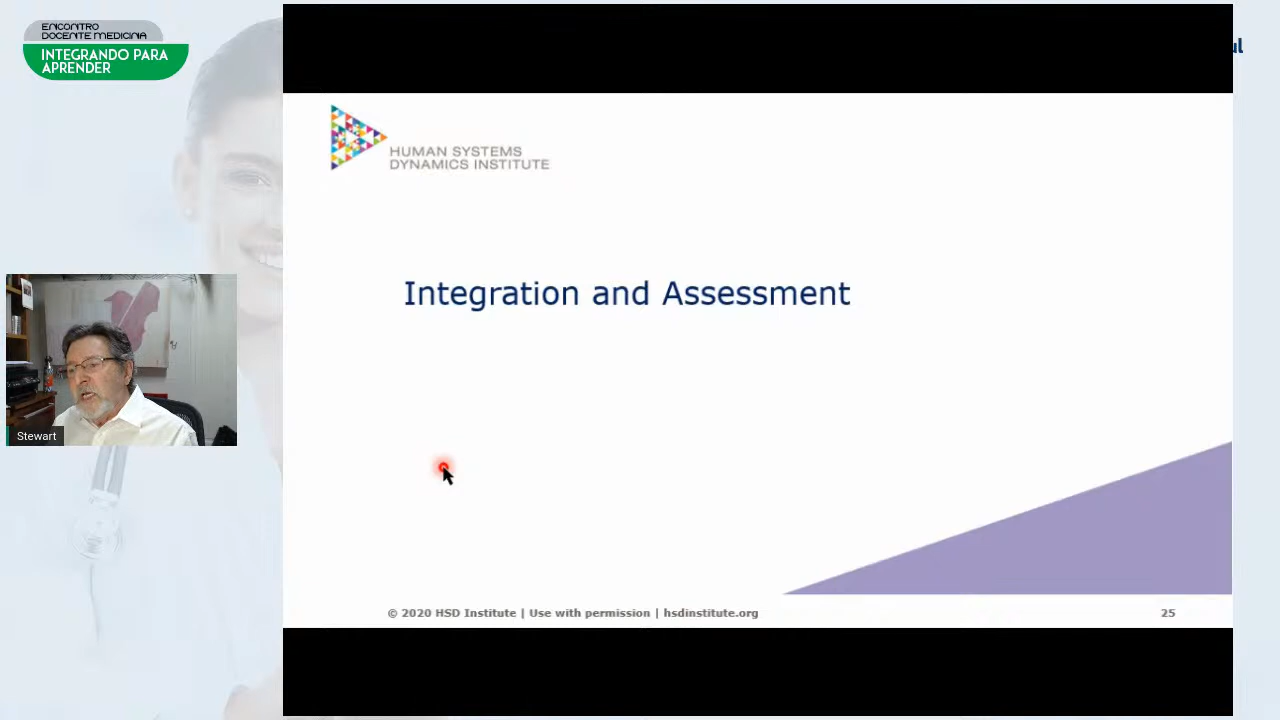 ENCONTRO
DOCENTE MEDICINA
INTEGRANDO PARA
APRENDER
ul
HUMAN SYSTEMS
DYNAMICS INSTITUTE
Integration and Assessment
Stewart
© 2020 HSD Institute | Use with permission | hsdinstitute.org
25